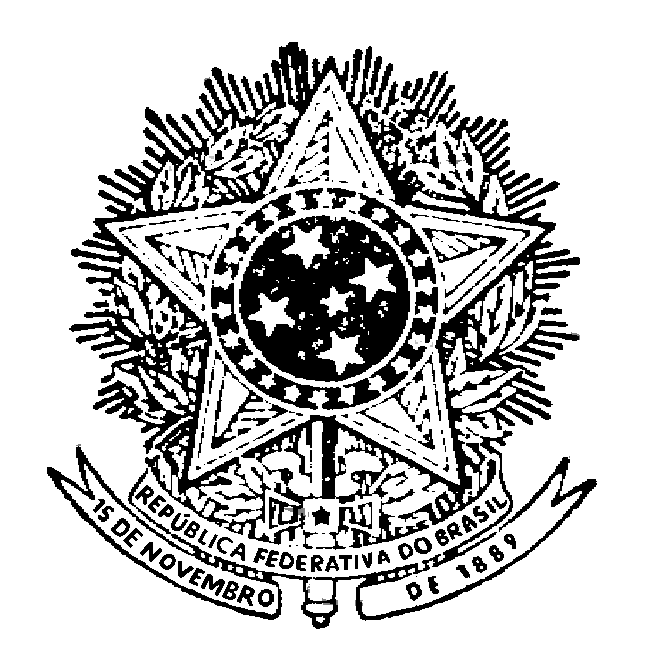 REPÚBLICA FEDERATIVA DO BRASIL
15 DE NOVEMBRO DE 1889